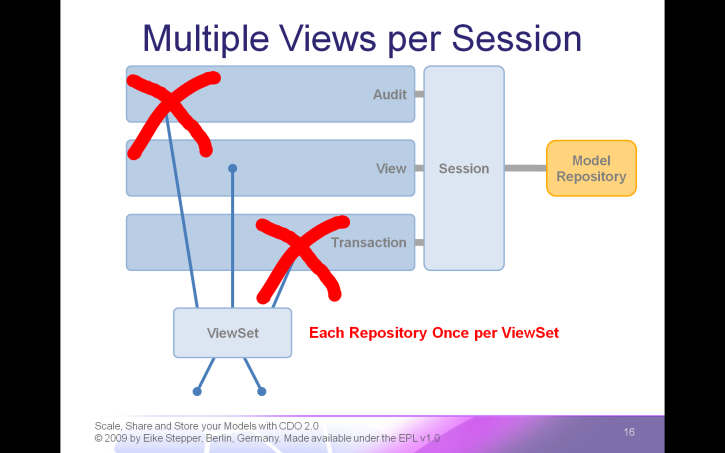 Multiple Views per Session
Audit
View
Session
Model
Repository
Transaction
ViewSet
Each Repository Once per ViewSet
Scale, Share and Store your Models with CDO 2.0
© 2009 by Eike Stepper, Berlin, Germany. Made available under the EPL v1.0
16